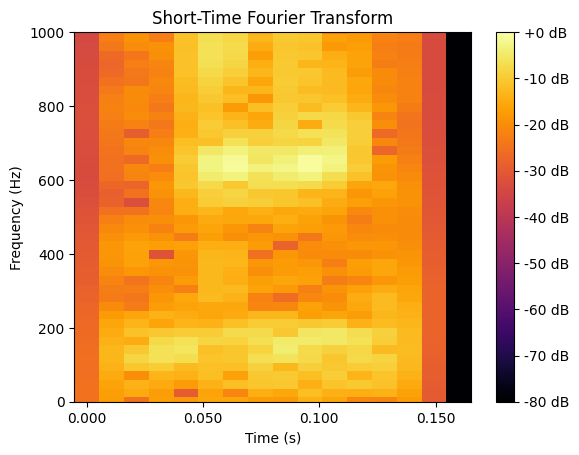 Short-Time Fourier Transform
1000
800
600
400
200
0
Frequency (Hz)
0.000
0.050
0.100
0.150
Time (s)
+0 dB
-10 dB
-20 dB
-30 dB
-40 dB
-50 dB
-60 dB
-70 dB
-80 dB